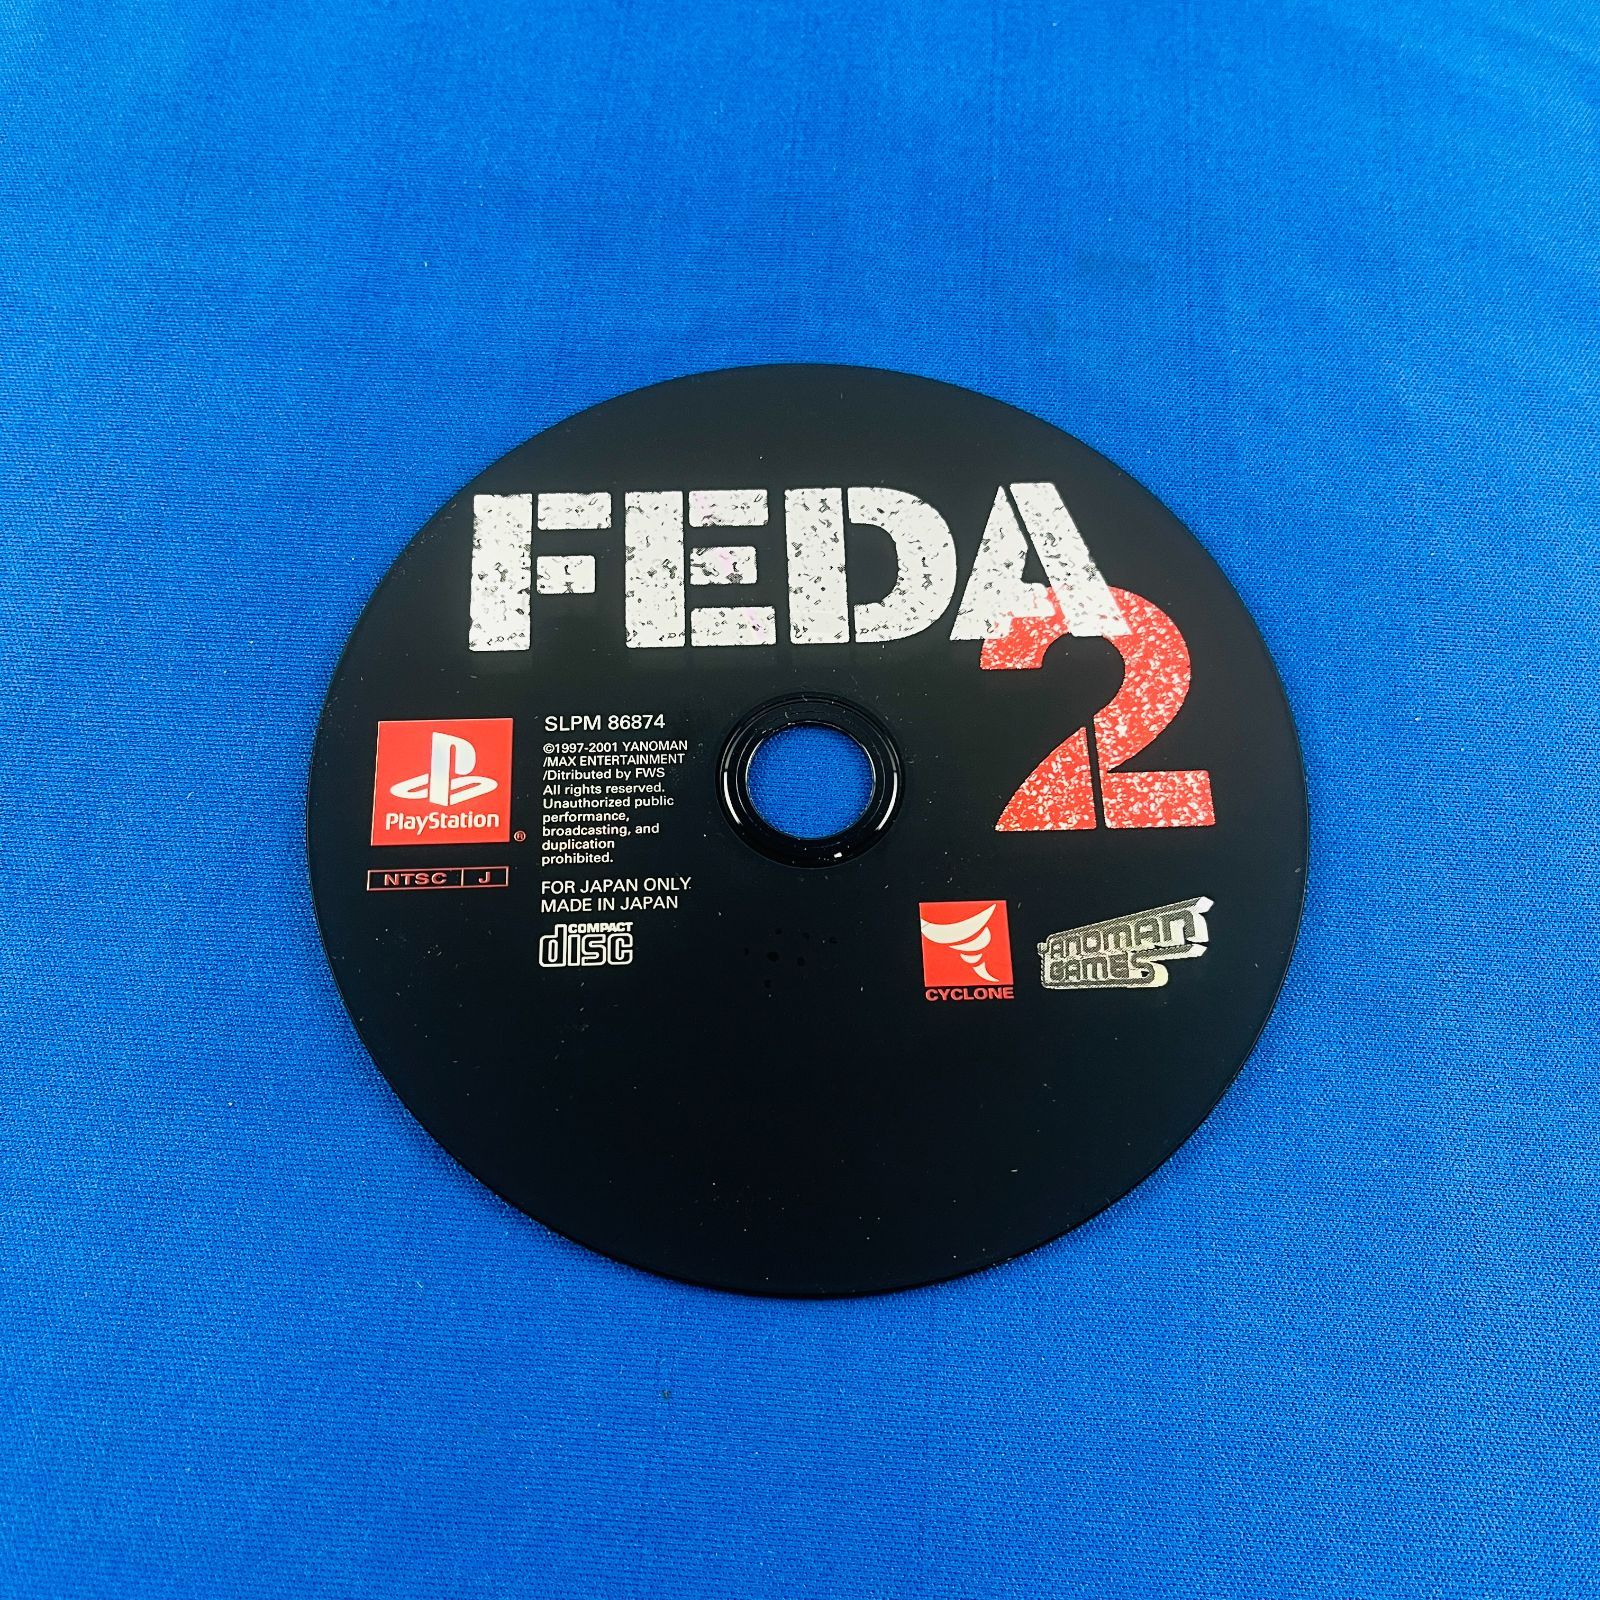 FEDA
2
PlayStation
®
NTSC J
SLPM 86874
©1997-2001 YANOMAN
/MAX ENTERTAINMENT
/Ditributed by FWS
All rights reserved.
Unauthorized public
performance,
broadcasting, and
duplication
prohibited.
FOR JAPAN ONLY.
MADE IN JAPAN
COMPACT
disc
CYCLONE
YANOMAN
GAMES